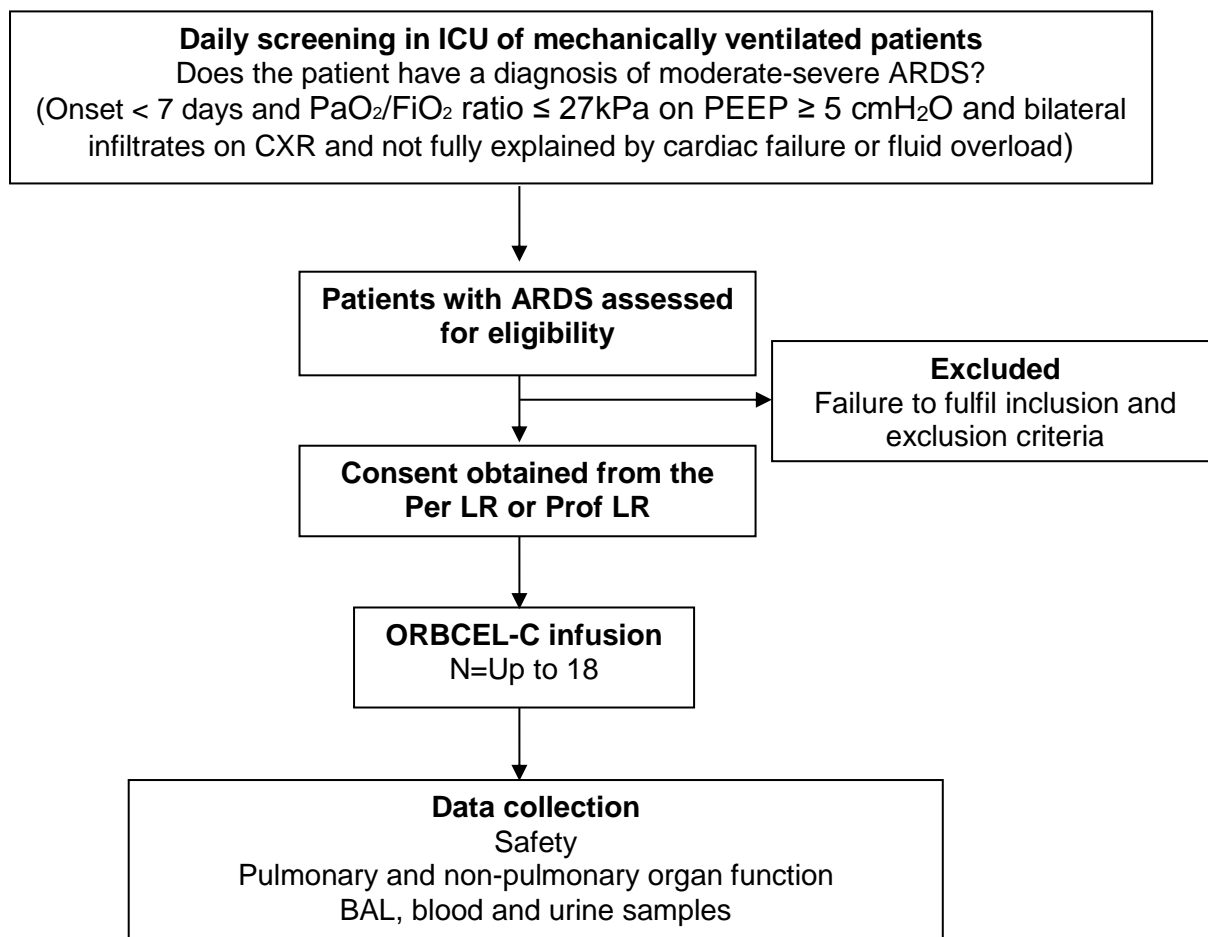 Daily screening in ICU of mechanically ventilated patients
Does the patient have a diagnosis of moderate-severe ARDS?
(Onset < 7 days and PaO₂/FiO₂ ratio ≤ 27kPa on PEEP ≥ 5 cmH₂O and bilateral
infiltrates on CXR and not fully explained by cardiac failure or fluid overload)
Patients with ARDS assessed
for eligibility
Excluded
Failure to fulfil inclusion and
exclusion criteria
Consent obtained from the
Per LR or Prof LR
ORBCEL-C infusion
N=Up to 18
Data collection
Safety
Pulmonary and non-pulmonary organ function
BAL, blood and urine samples